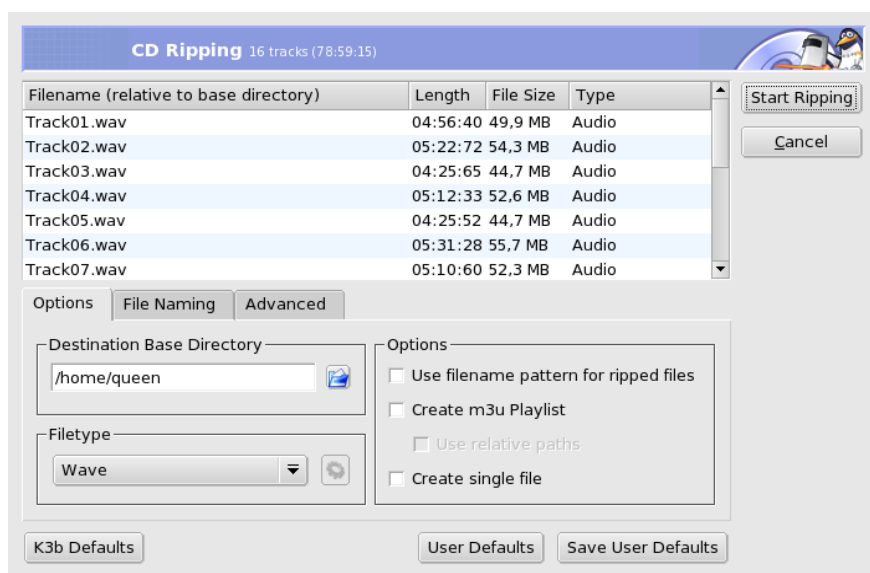 CD Ripping 16 tracks (78:59:15)
Filename (relative to base directory) Length File Size Type
Track01.wav 04:56:40 49,9 MB Audio
Track02.wav 05:22:72 54,3 MB Audio
Track03.wav 04:25:65 44,7 MB Audio
Track04.wav 05:12:33 52,6 MB Audio
Track05.wav 04:25:52 44,7 MB Audio
Track06.wav 05:31:28 55,7 MB Audio
Track07.wav 05:10:60 52,3 MB Audio
Start Ripping
Cancel
Options File Naming Advanced
Destination Base Directory
/home/queen
Filetype
Wave
Options
Use filename pattern for ripped files
Create m3u Playlist
Use relative paths
Create single file
K3b Defaults User Defaults Save User Defaults